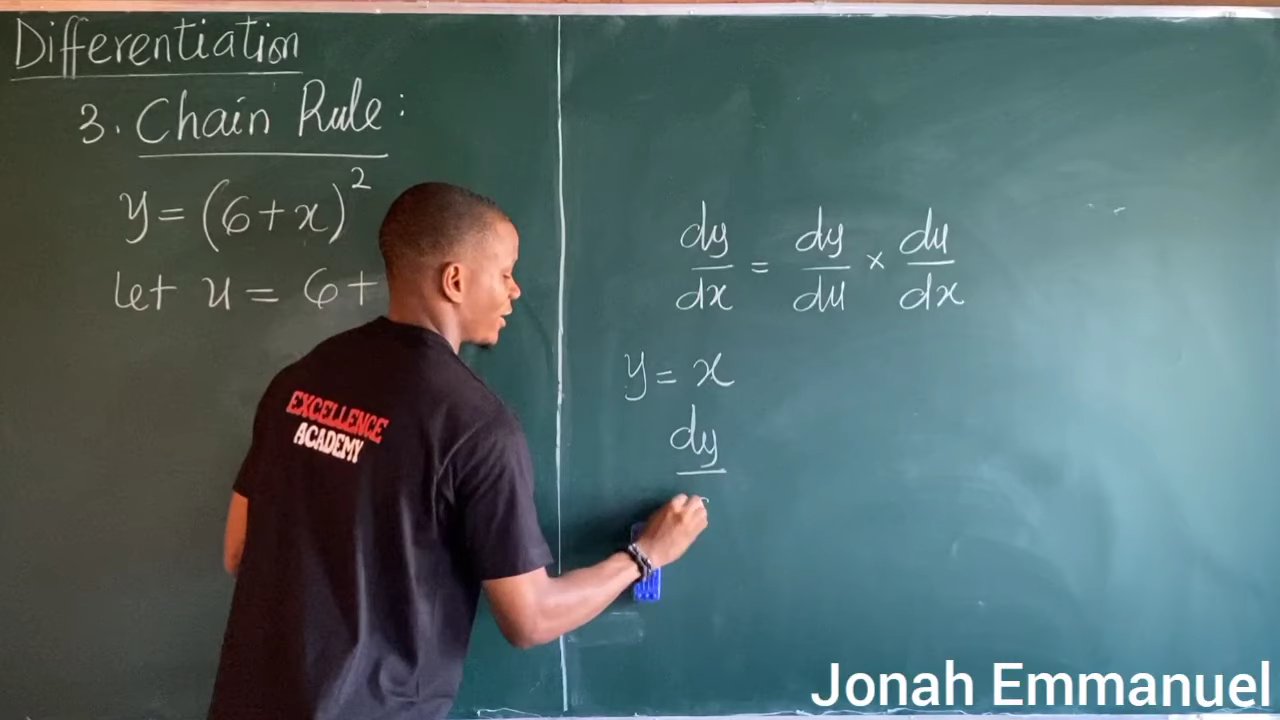 Differentiation
3. Chain Rule:
y = (6+x)²
Let u = 6+
dy/dx = dy/du × du/dx
y = x
dy
EXCELLENCE
ACADEMY
Jonah Emmanuel